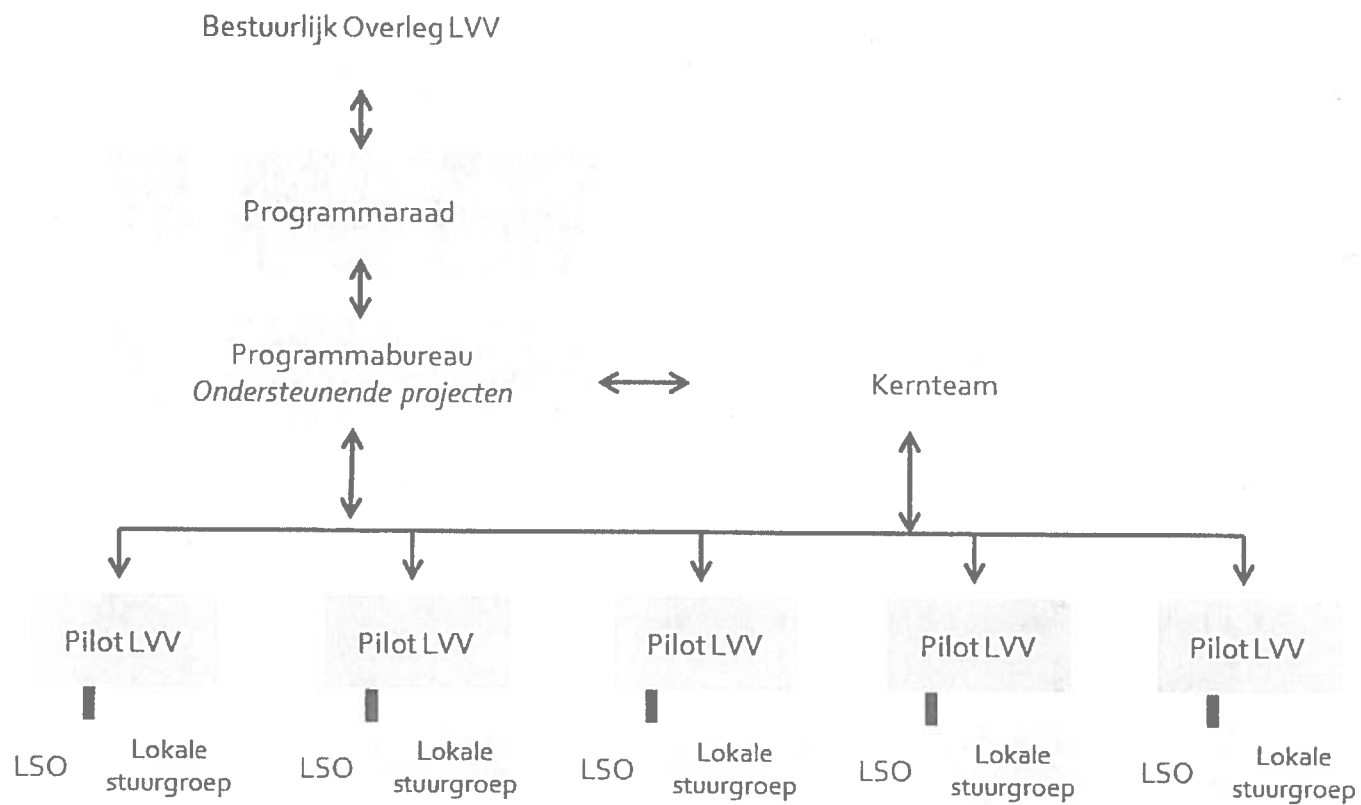 Bestuurlijk Overleg LVV
Programmaraad
Programmabureau
Ondersteunende projecten
Kernteam
Pilot LVV
Pilot LVV
Pilot LVV
Pilot LVV
Pilot LVV
LSO
Lokale
stuurgroep
LSO
Lokale
stuurgroep
LSO
Lokale
stuurgroep
LSO
Lokale
stuurgroep
LSO
Lokale
stuurgroep